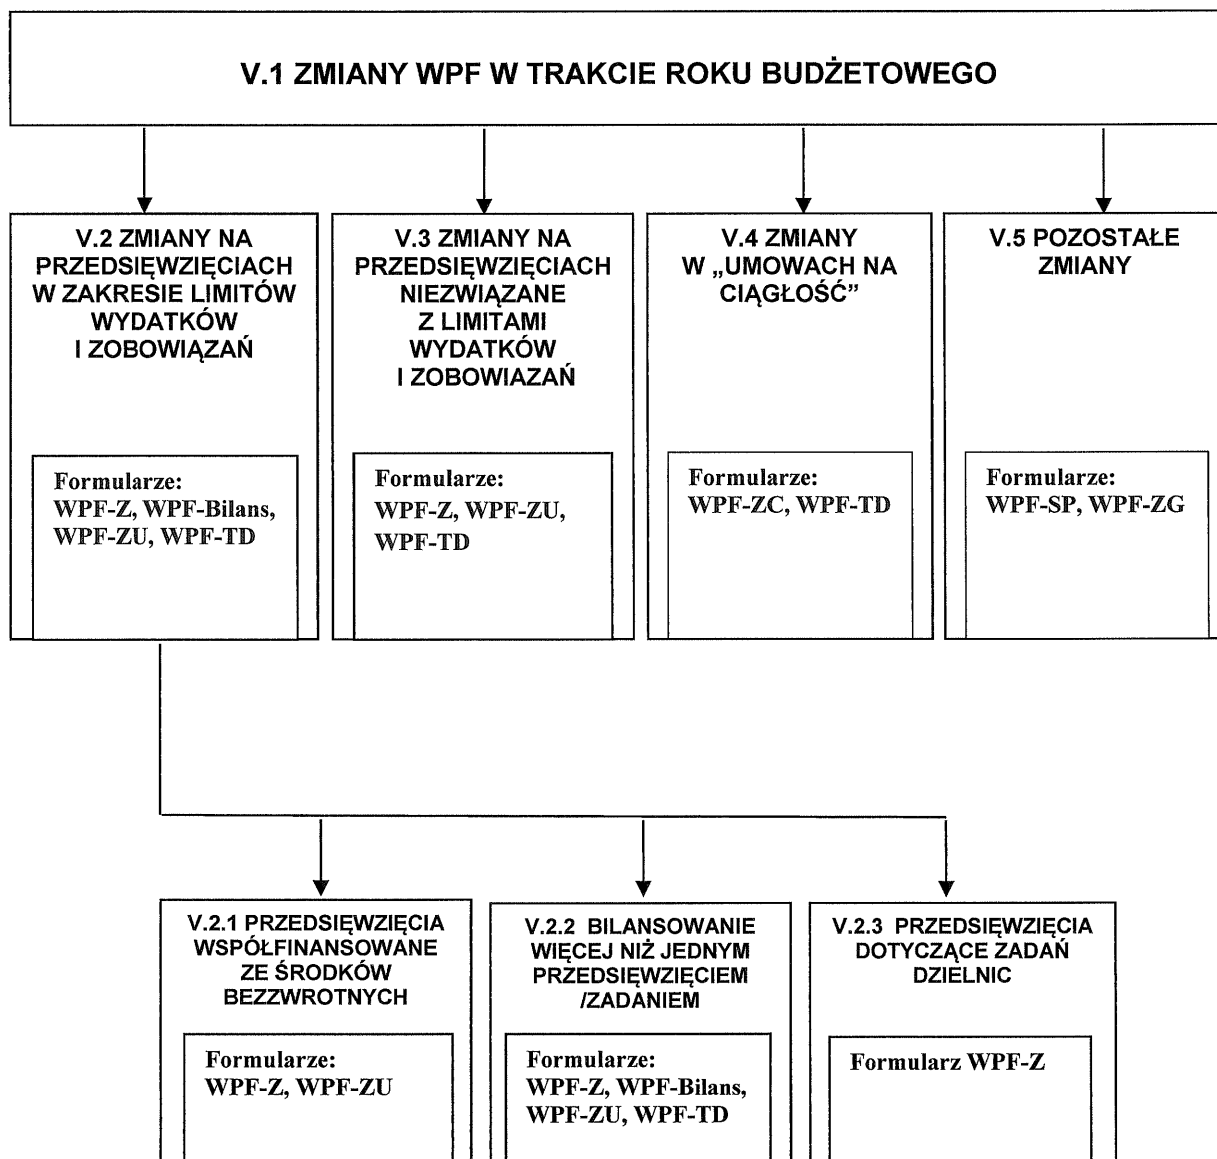 V.1 ZMIANY WPF W TRAKCIE ROKU BUDŻETOWEGO
V.2 ZMIANY NA
PRZEDSIĘWZIĘCIACH
W ZAKRESIE LIMITÓW
WYDATKÓW
I ZOBOWIĄZAŃ
Formularze:
WPF-Z, WPF-Bilans,
WPF-ZU, WPF-TD
V.3 ZMIANY NA
PRZEDSIĘWZIĘCIACH
NIEZWIĄZANE
Z LIMITAMI
WYDATKÓW
I ZOBOWIAZAŃ
Formularze:
WPF-Z, WPF-ZU,
WPF-TD
V.4 ZMIANY
W „UMOWACH NA
CIĄGŁOŚĆ”
Formularze:
WPF-ZC, WPF-TD
V.5 POZOSTAŁE
ZMIANY
Formularze:
WPF-SP, WPF-ZG
V.2.1 PRZEDSIĘWZIĘCIA
WSPÓŁFINANSOWANE
ZE ŚRODKÓW
BEZZWROTNYCH
Formularze:
WPF-Z, WPF-ZU
V.2.2 BILANSOWANIE
WIĘCEJ NIŻ JEDNYM
PRZEDSIĘWZIĘCIEM
/ZADANIEM
Formularze:
WPF-Z, WPF-Bilans,
WPF-ZU, WPF-TD
V.2.3 PRZEDSIĘWZIĘCIA
DOTYCZĄCE ZADAŃ
DZIELNIC
Formularz WPF-Z